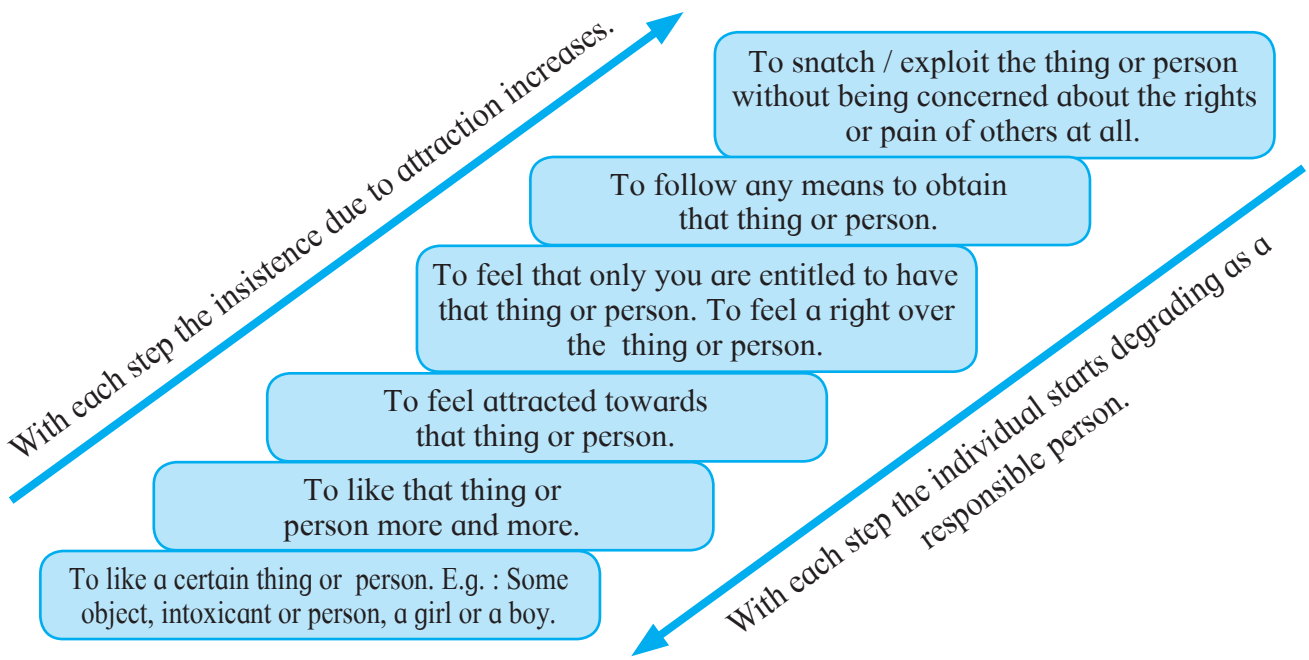 With each step the insistence due to attraction increases.
To snatch / exploit the thing or person
without being concerned about the rights
or pain of others at all.
To follow any means to obtain
that thing or person.
To feel that only you are entitled to have
that thing or person. To feel a right over
the thing or person.
To feel attracted towards
that thing or person.
To like that thing or
person more and more.
To like a certain thing or person. E.g. : Some
object, intoxicant or person, a girl or a boy.
With each step the individual starts degrading as a
responsible person.